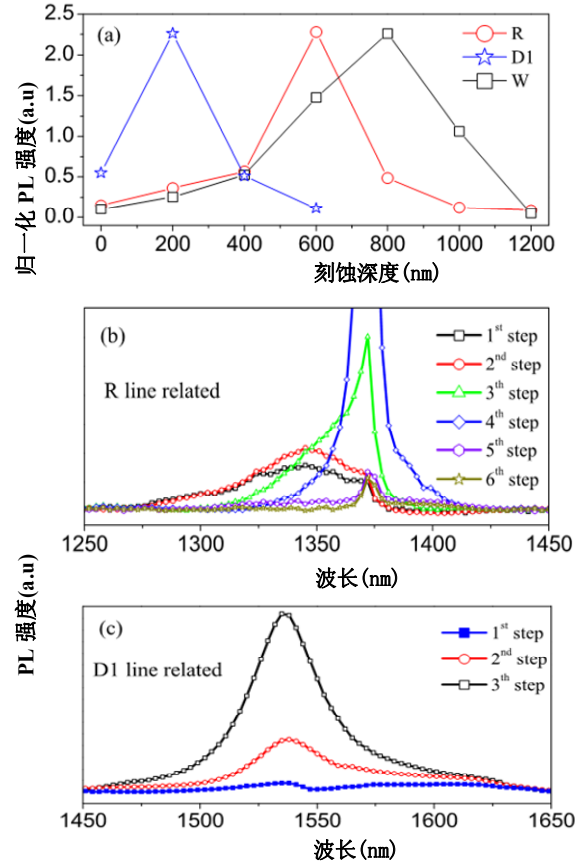 归一化 PL 强度(a.u)
2.5
2.0
1.5
1.0
0.5
0.0
(a)
R
D1
W
0 200 400 600 800 1000 1200
刻蚀深度(nm)
(b)
R line related
1st step
2nd step
3th step
4th step
5th step
6th step
1250 1300 1350 1400 1450
波长(nm)
PL 强度(a.u)
(c)
D1 line related
1st step
2nd step
3th step
1450 1500 1550 1600 1650
波长(nm)